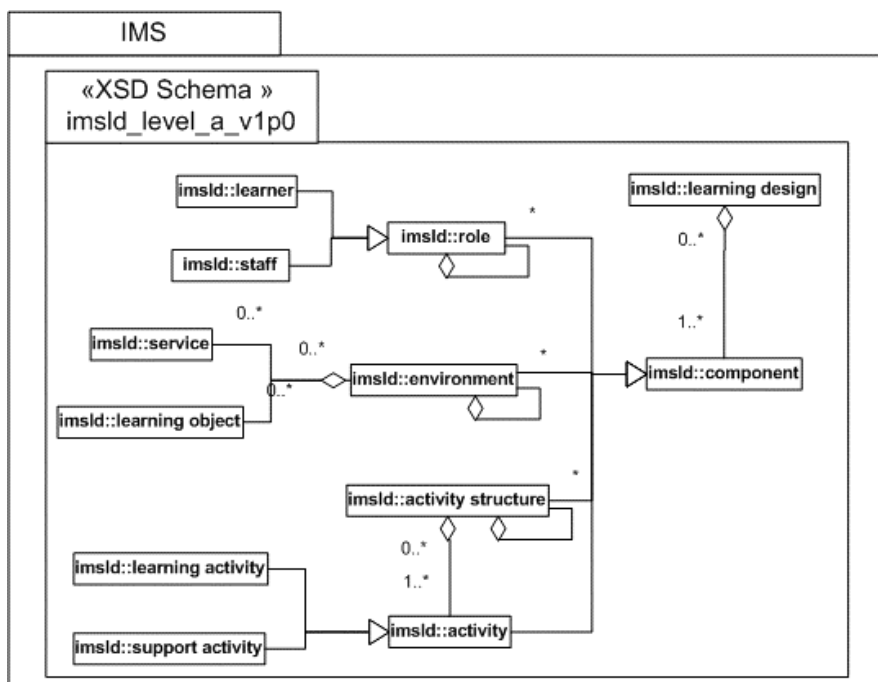 IMS
«XSD Schema »
imsld_level_a_v1p0
imsld::learner
imsld::learning design
*
imsld::role
0..*
imsld::staff
0..*
imsld::service
0..*
1..*
*
imsld::environment
imsld::component
0..*
imsld::learning object
*
imsld::activity structure
0..*
imsld::learning activity
1..*
imsld::activity
imsld::support activity